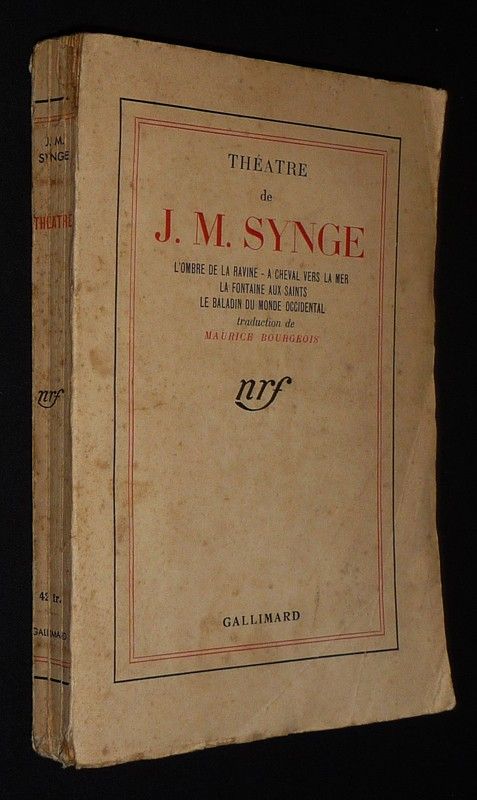 THÉATRE
de
J. M. SYNGE
L'OMBRE DE LA RAVINE - A CHEVAL VERS LA MER
LA FONTAINE AUX SAINTS
LE BALADIN DU MONDE OCCIDENTAL
traduction de
MAURICE BOURGEOIS
nrf
GALLIMARD
J. M.
SYNGE
THÉATRE
nrf
42 fr.
GALLIMARD